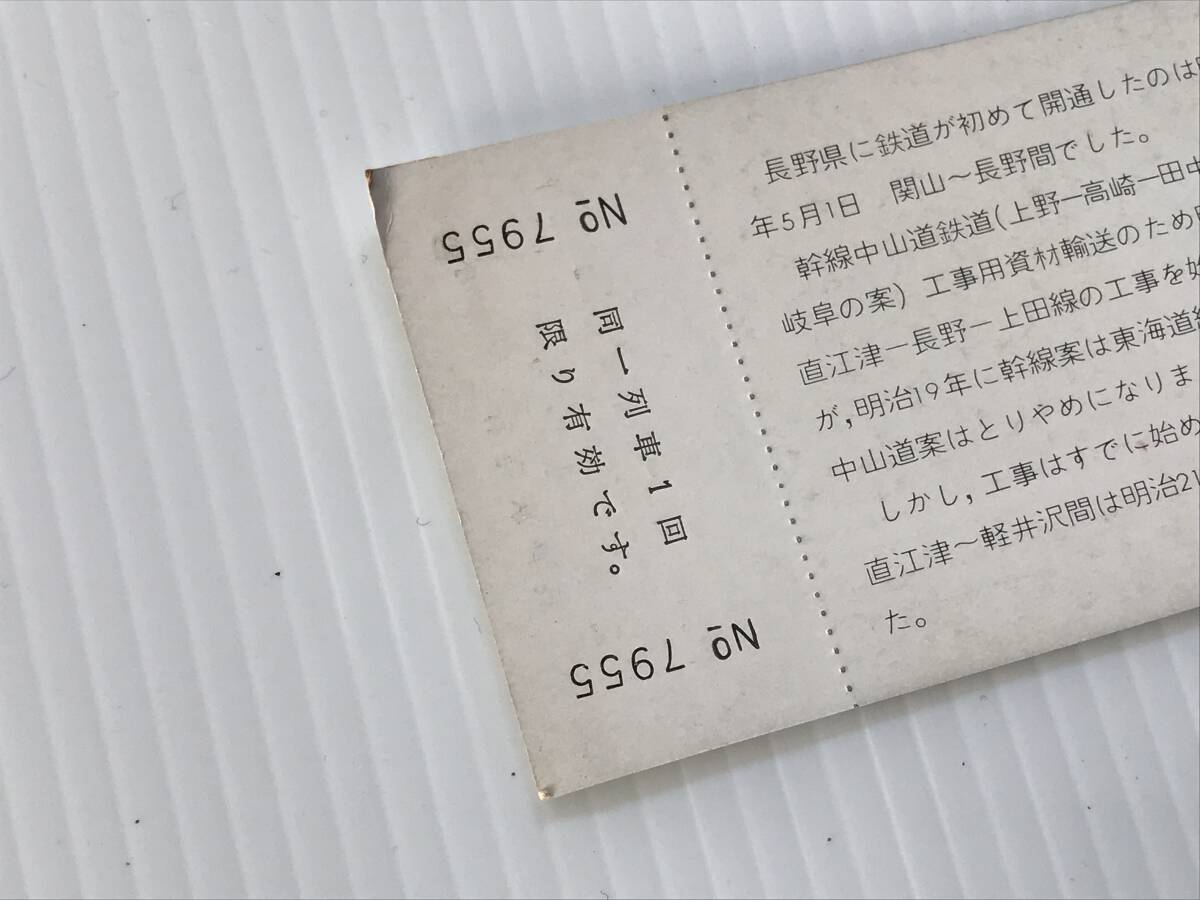 No 7955
同一列車1回
限り有効です。
No 7955
長野県に鉄道が初めて開通したのは
年5月1日 関山～長野間でした。
幹線中山道鉄道(上野ー高崎ー田中
岐阜の案) 工事用資材輸送のため
直江津ー長野ー上田線の工事を始
が,明治19年に幹線案は東海道
中山道案はとりやめになりま
しかし,工事はすでに始め
直江津～軽井沢間は明治21
た。